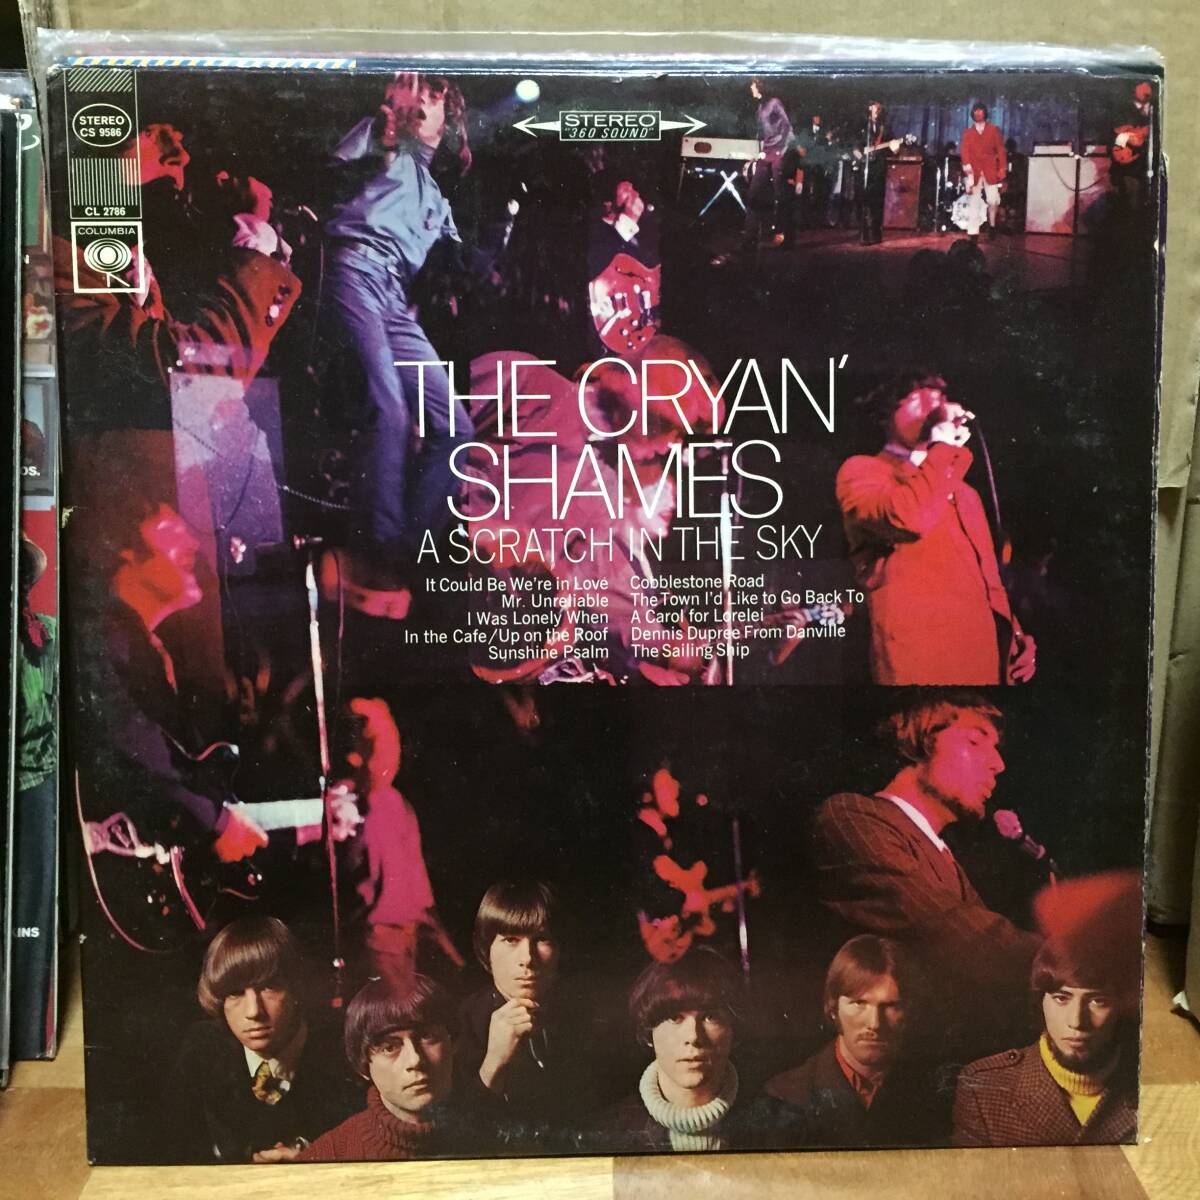 STEREO
CS 9586
CL 2786
COLUMBIA
STEREO
"360 SOUND"
THE CRYAN'
SHAMES
A SCRATCH IN THE SKY
It Could Be We're in Love
Mr. Unreliable
I Was Lonely When
In the Cafe/Up on the Roof
Sunshine Psalm
Cobblestone Road
The Town I'd Like to Go Back To
A Carol for Lorelei
Dennis Dupree From Danville
The Sailing Ship